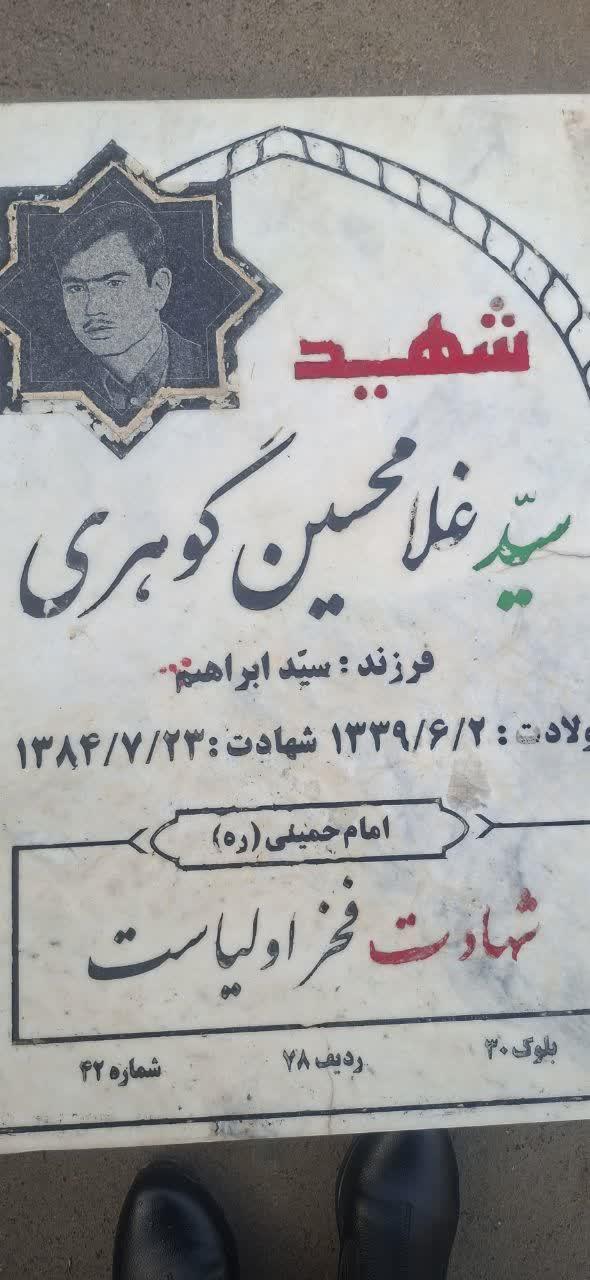 شهید
سیّد غلامحسین گوهری
فرزند : سیّد ابراهیم
ولادت : ۱۳۳۹/۶/۲ شهادت : ۱۳۸۴/۷/۲۳
امام خمینی (ره)
شهادت فخر اولیاست
بلوک ۳۰ ردیف ۷۸ شماره ۴۲